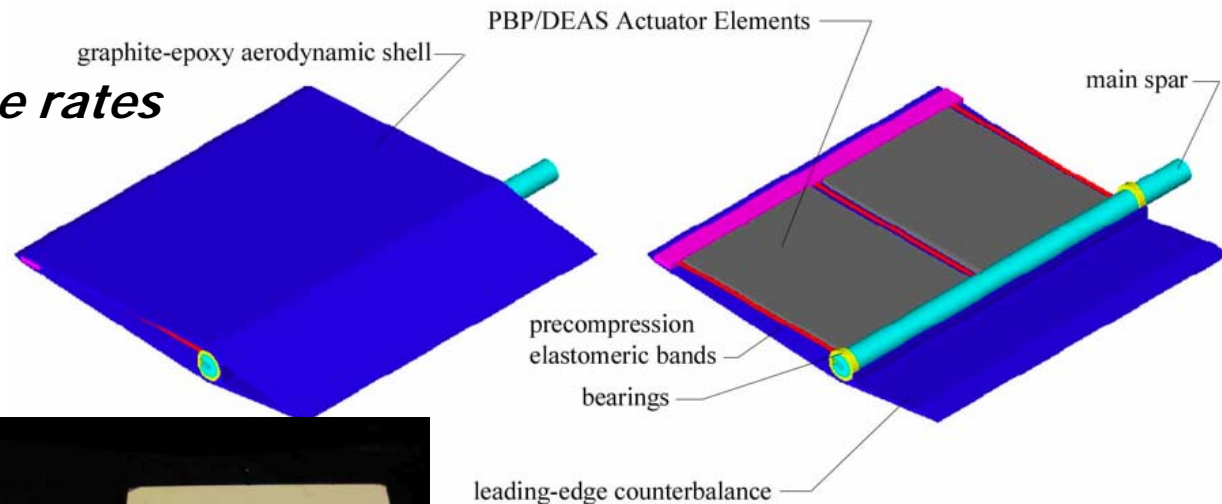 PBP/DEAS Actuator Elements
graphite-epoxy aerodynamic shell
main spar
e rates
precompression
elastomeric bands
bearings
leading-edge counterbalance